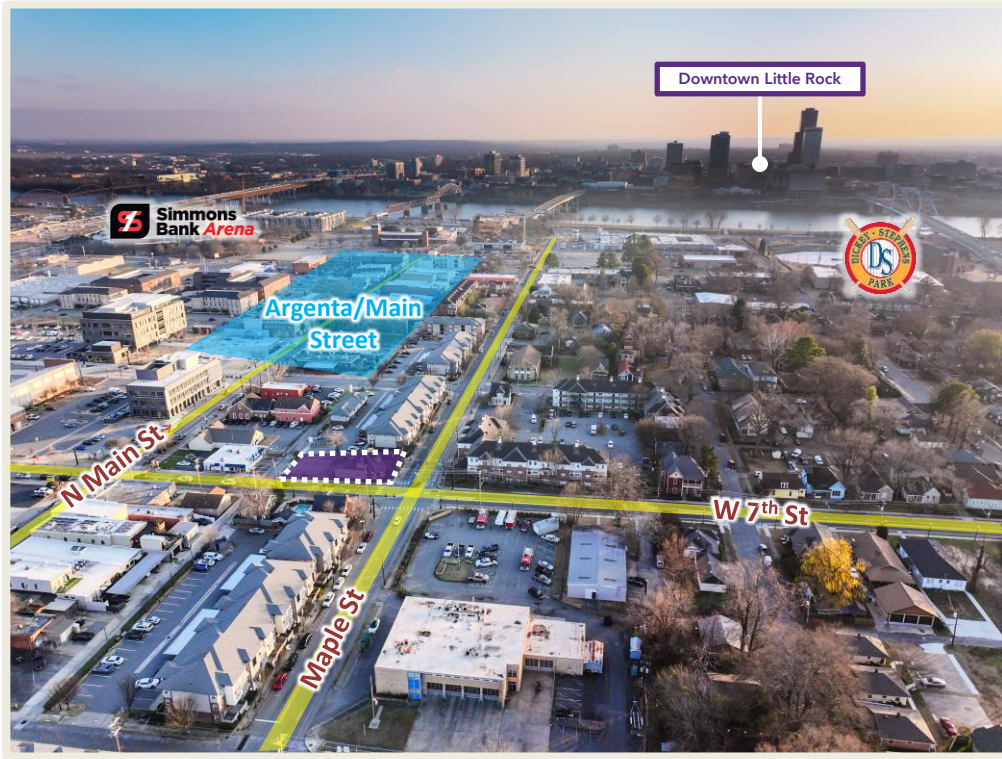 Downtown Little Rock
Simmons
Bank Arena
DICKEY · STEPHENS
DS
PARK
Argenta/Main
Street
N Main St
W 7th St
Maple St